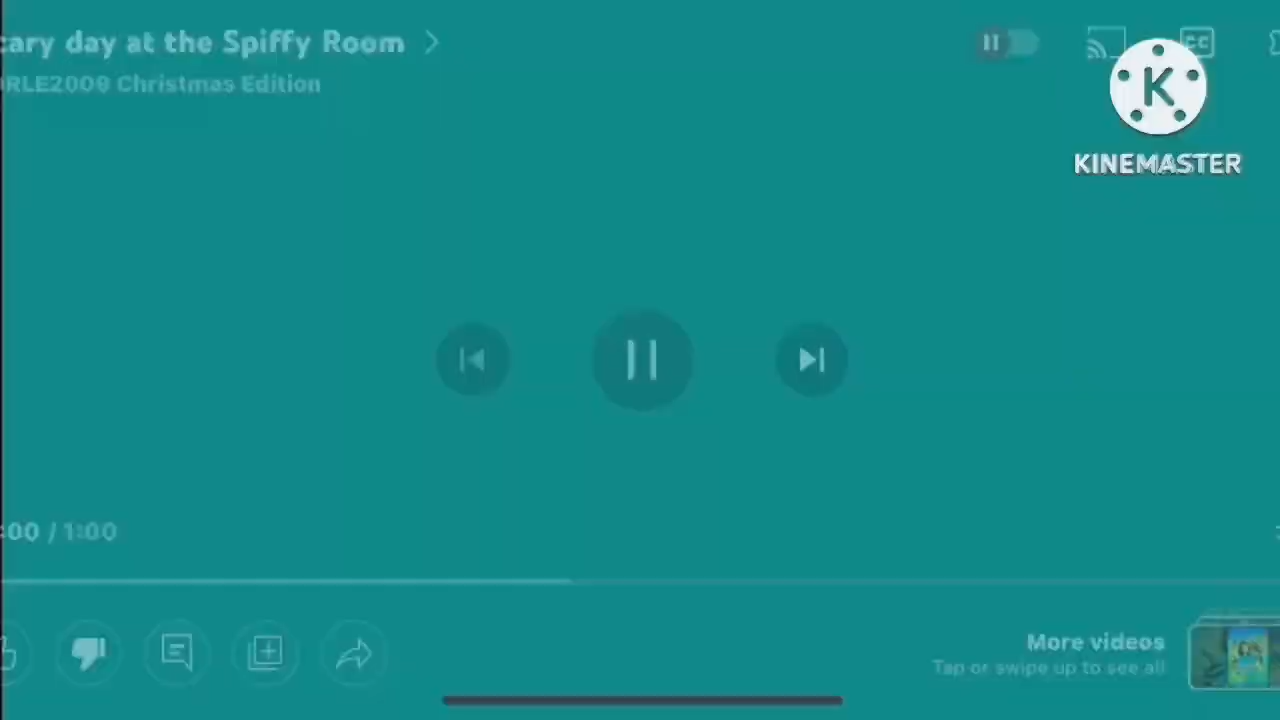 cary day at the Spiffy Room
RLE2009 Christmas Edition
CC
K
KINEMASTER
:00 / 1:00
More videos
Tap or swipe up to see all